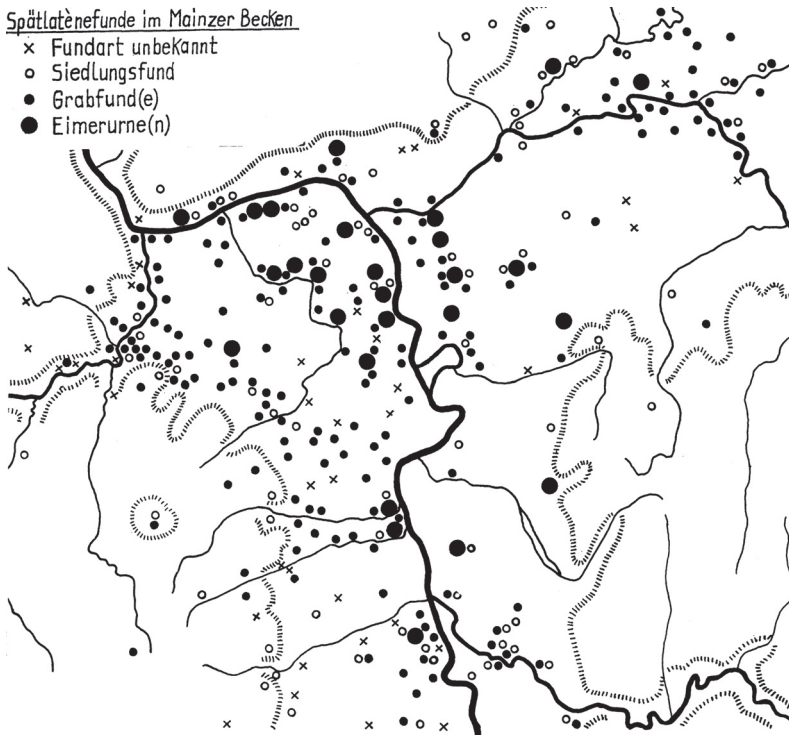 Spätlatènefunde im Mainzer Becken
Fundart unbekannt
Siedlungsfund
Grabfund(e)
Eimerurne(n)